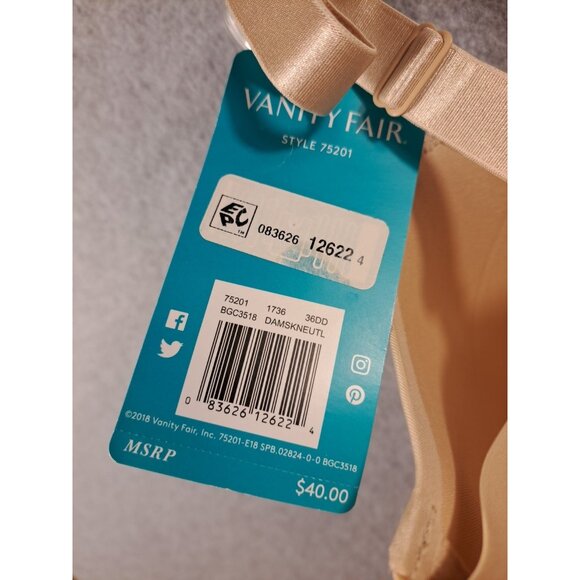 VANITY FAIR®
STYLE 75201
EPC™ 083626 12622 4
75201 1736 36DD
BGC3518 DAMSKNEUTL
0 83626 12622 4
©2018 Vanity Fair, Inc. 75201-E18 SPB.02824-0-0 BGC3518
MSRP
$40.00